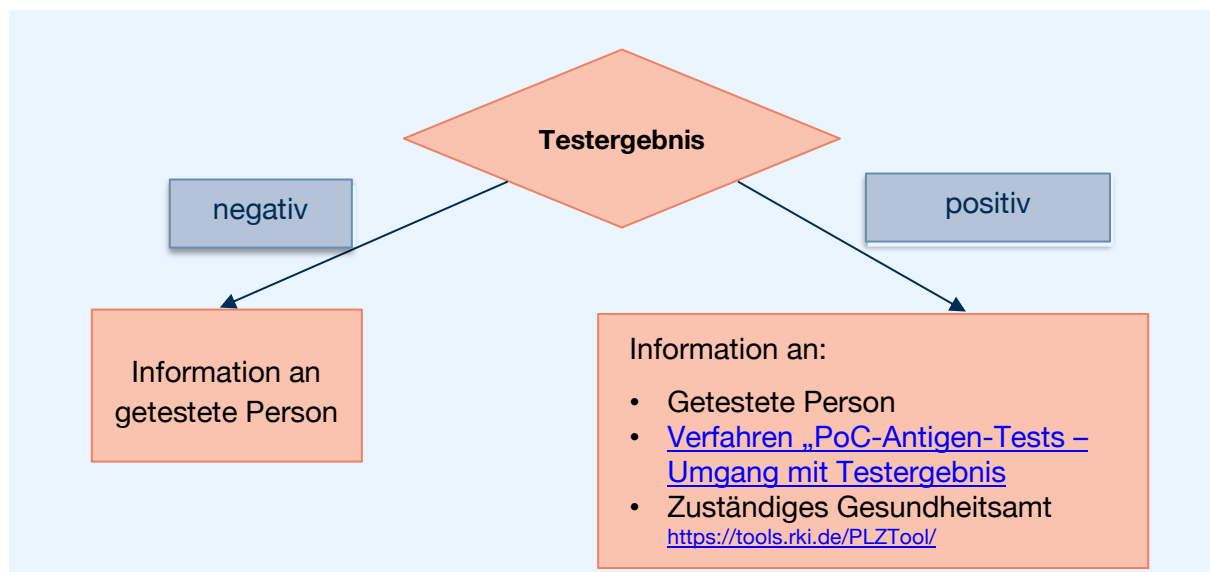 Testergebnis
negativ
positiv
Information an
getestete Person
Information an:
• Getestete Person
• Verfahren „PoC-Antigen-Tests –
Umgang mit Testergebnis
• Zuständiges Gesundheitsamt
https://tools.rki.de/PLZTool/